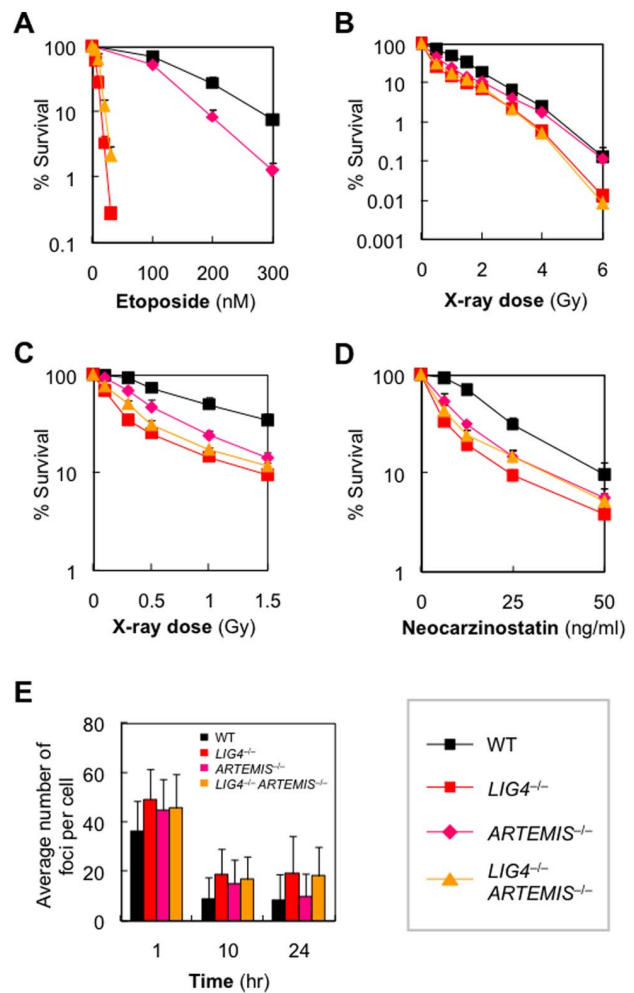 A
100
10
1
0.1
% Survival
0
100
200
300
Etoposide (nM)
B
100
10
1
0.1
0.01
0.001
% Survival
0
2
4
6
X-ray dose (Gy)
C
100
10
1
% Survival
0
0.5
1
1.5
X-ray dose (Gy)
D
100
10
1
% Survival
0
25
50
Neocarzinostatin (ng/ml)
E
80
60
40
20
0
Average number of
foci per cell
WT
LIG4–/–
ARTEMIS–/–
LIG4–/– ARTEMIS–/–
1
10
24
Time (hr)
WT
LIG4–/–
ARTEMIS–/–
LIG4–/–
ARTEMIS–/–